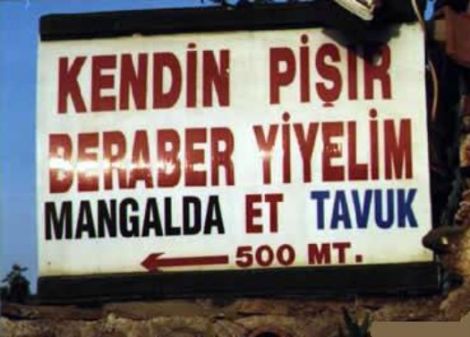 KENDİN PİŞİR
BERABER YİYELİM
MANGALDA ET TAVUK
500 MT.